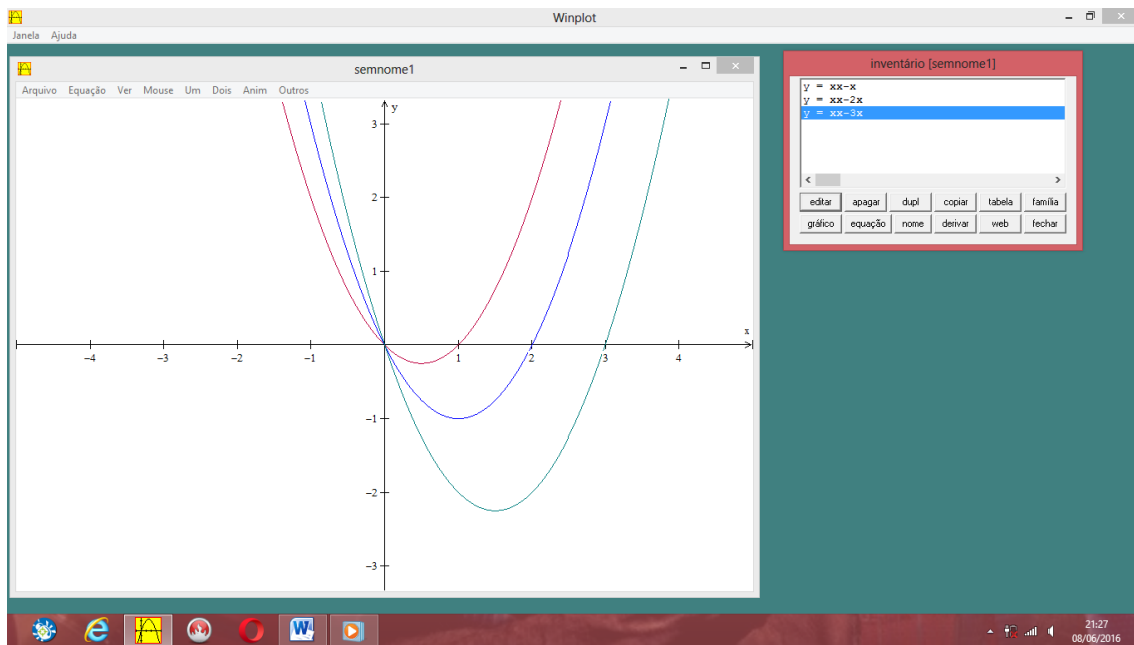 Winplot
Janela Ajuda
semnome1
Arquivo Equação Ver Mouse Um Dois Anim Outros
y
3
2
1
x
−4 −3 −2 −1 1 2 3 4
−1
−2
−3
inventário [semnome1]
y = xx-x
y = xx-2x
y = xx-3x
editar apagar dupl copiar tabela família
gráfico equação nome derivar web fechar
21:27
08/06/2016